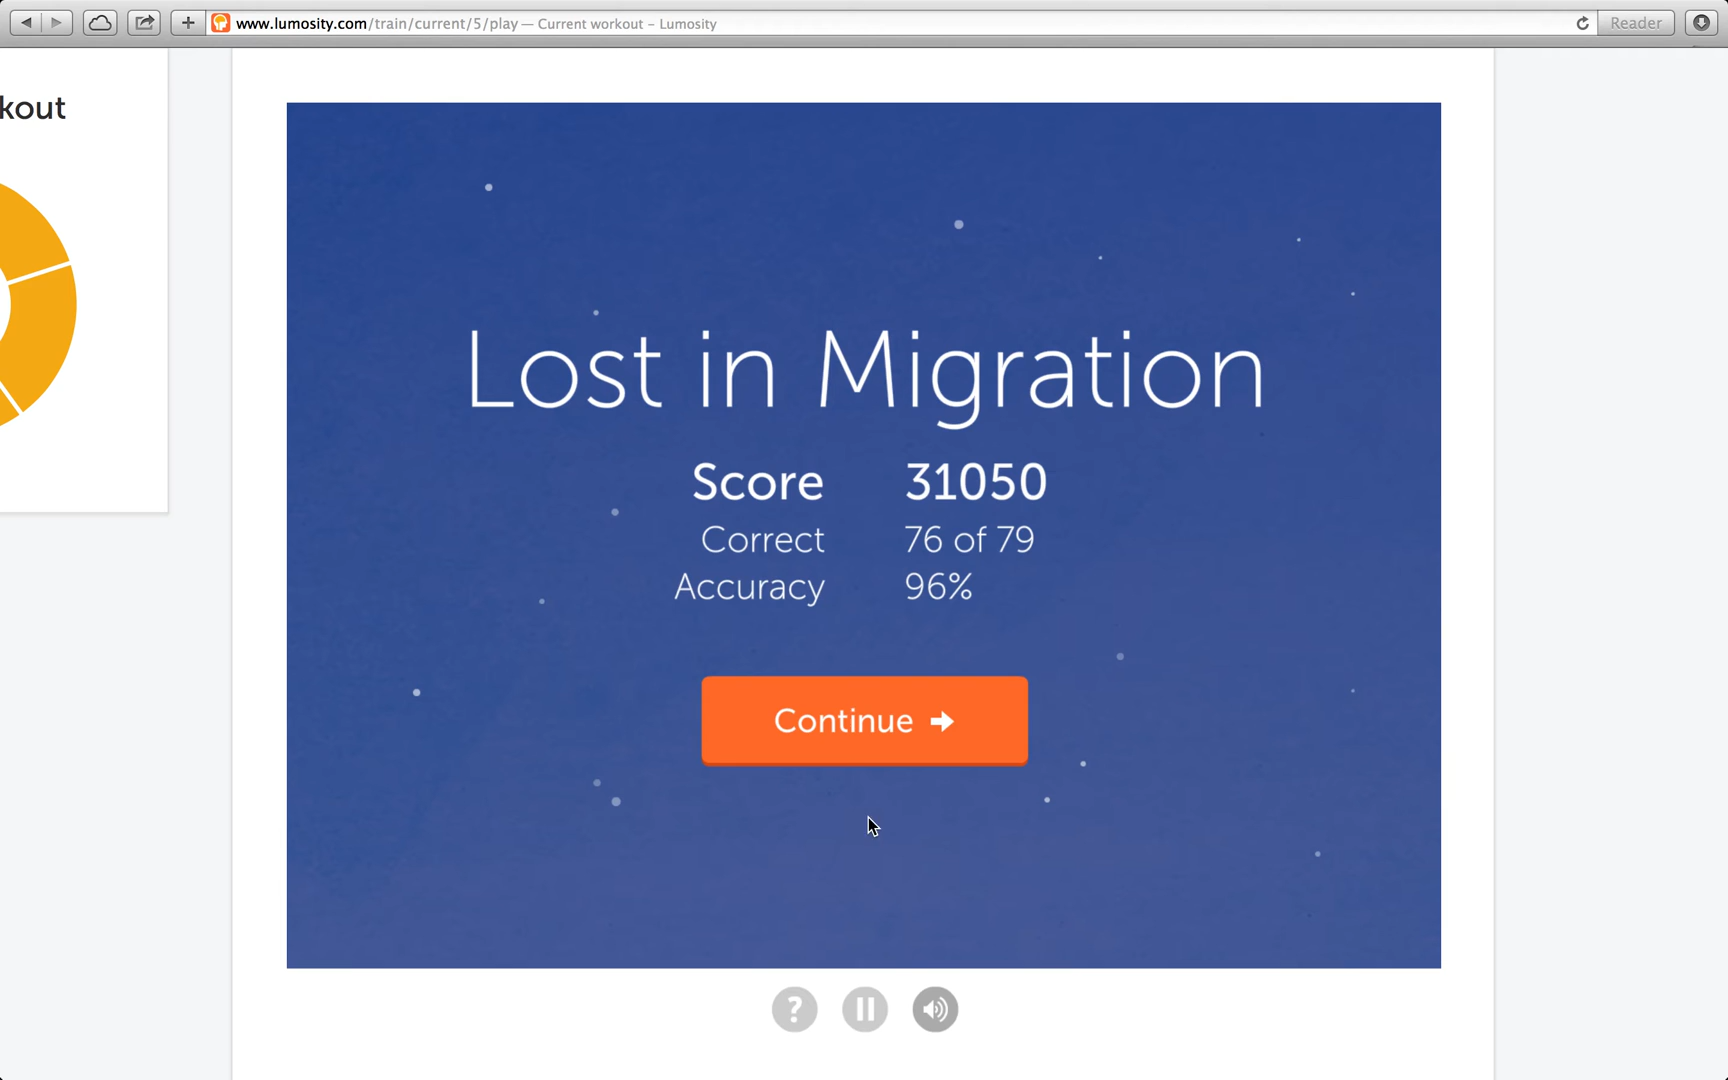 www.lumosity.com/train/current/5/play — Current workout – Lumosity
Reader
kout
Lost in Migration
Score 31050
Correct 76 of 79
Accuracy 96%
Continue
?